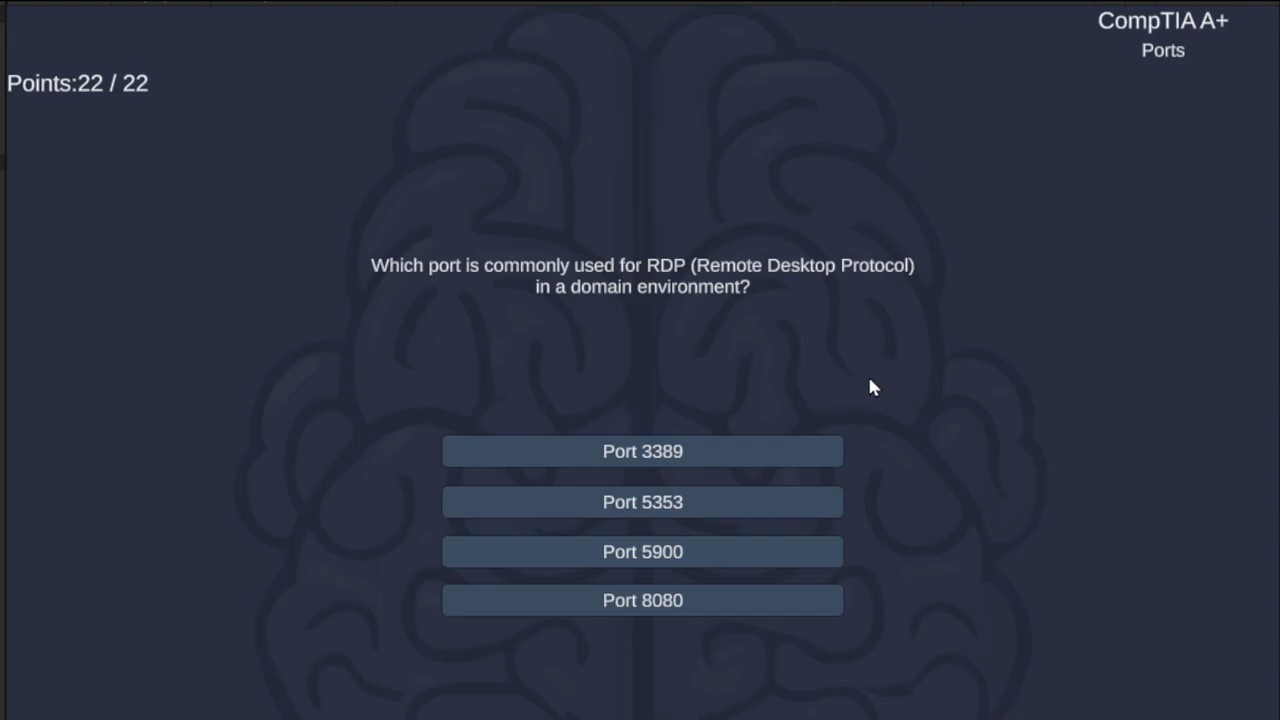 CompTIA A+
Ports
Points:22 / 22
Which port is commonly used for RDP (Remote Desktop Protocol)
in a domain environment?
Port 3389
Port 5353
Port 5900
Port 8080